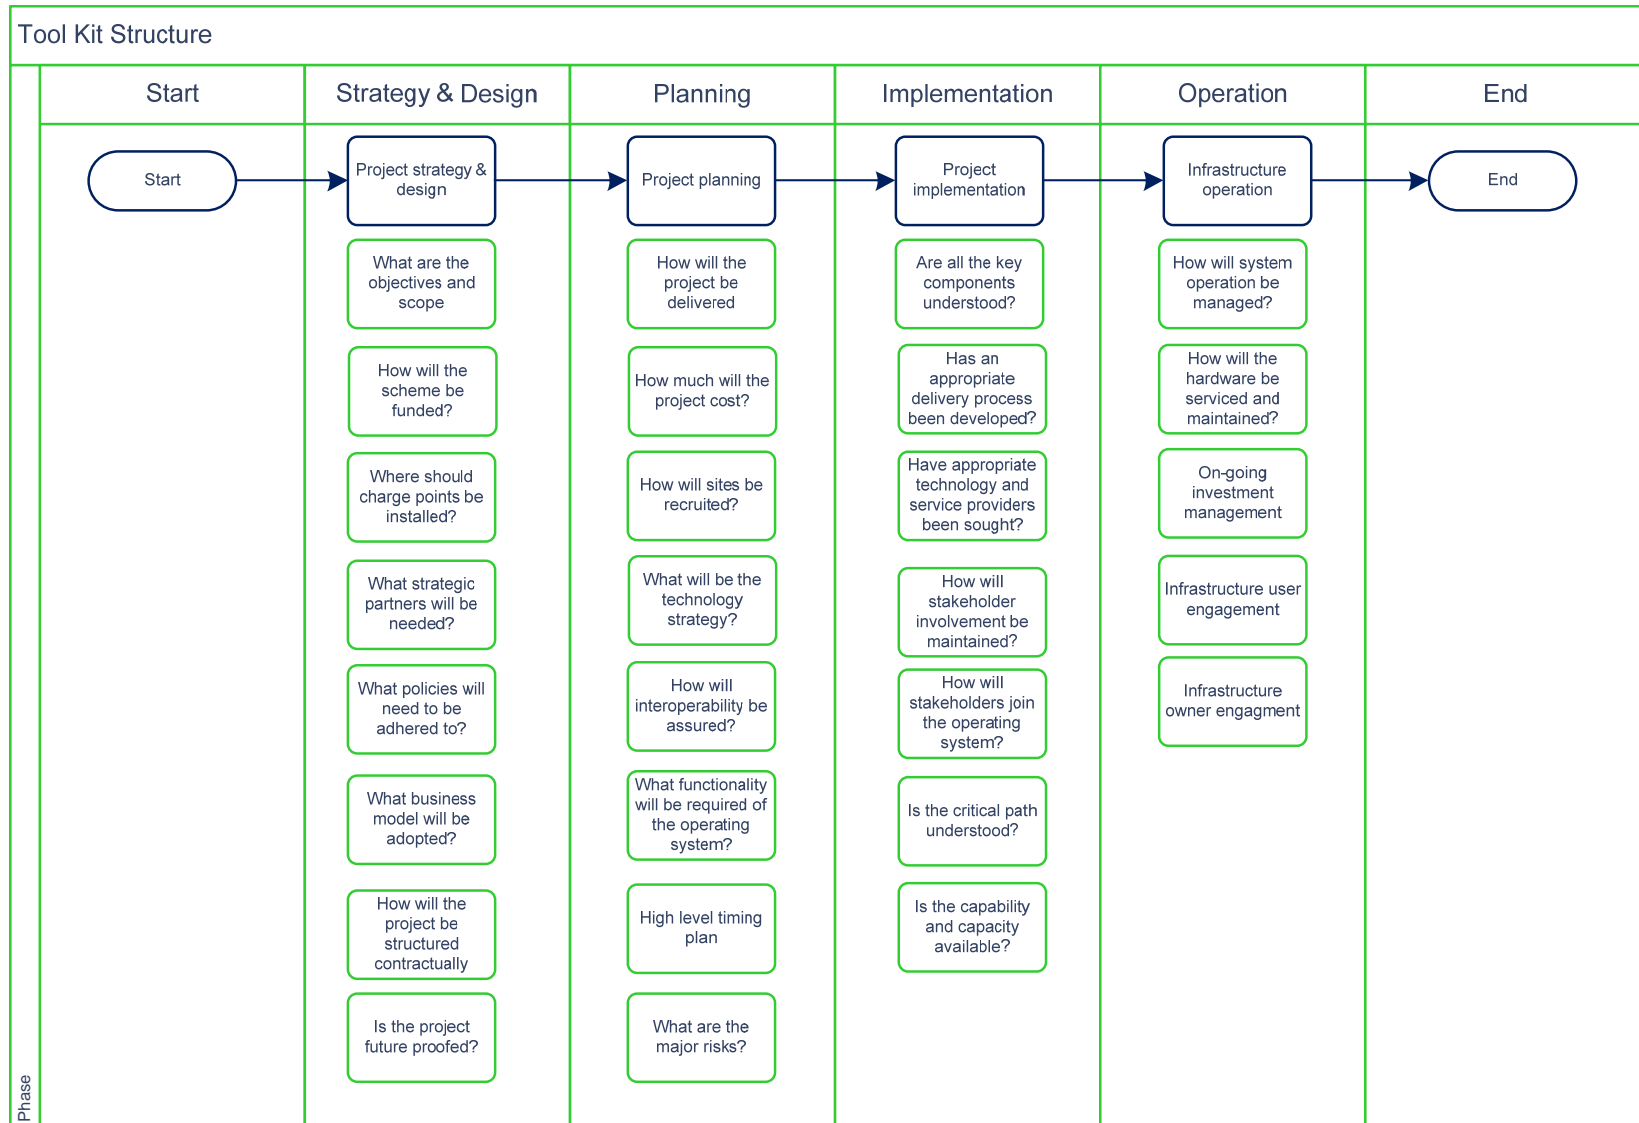 Tool Kit Structure
Start
Strategy & Design
Planning
Implementation
Operation
End
Start
Project strategy &
design
Project planning
Project
implementation
Infrastructure
operation
End
What are the
objectives and
scope
How will the
scheme be
funded?
Where should
charge points be
installed?
What strategic
partners will be
needed?
What policies will
need to be
adhered to?
What business
model will be
adopted?
How will the
project be
structured
contractually
Is the project
future proofed?
How will the
project be
delivered
How much will the
project cost?
How will sites be
recruited?
What will be the
technology
strategy?
How will
interoperability be
assured?
What functionality
will be required of
the operating
system?
High level timing
plan
What are the
major risks?
Are all the key
components
understood?
Has an
appropriate
delivery process
been developed?
Have appropriate
technology and
service providers
been sought?
How will
stakeholder
involvement be
maintained?
How will
stakeholders join
the operating
system?
Is the critical path
understood?
Is the capability
and capacity
available?
How will system
operation be
managed?
How will the
hardware be
serviced and
maintained?
On-going
investment
management
Infrastructure user
engagement
Infrastructure
owner engagment
Phase